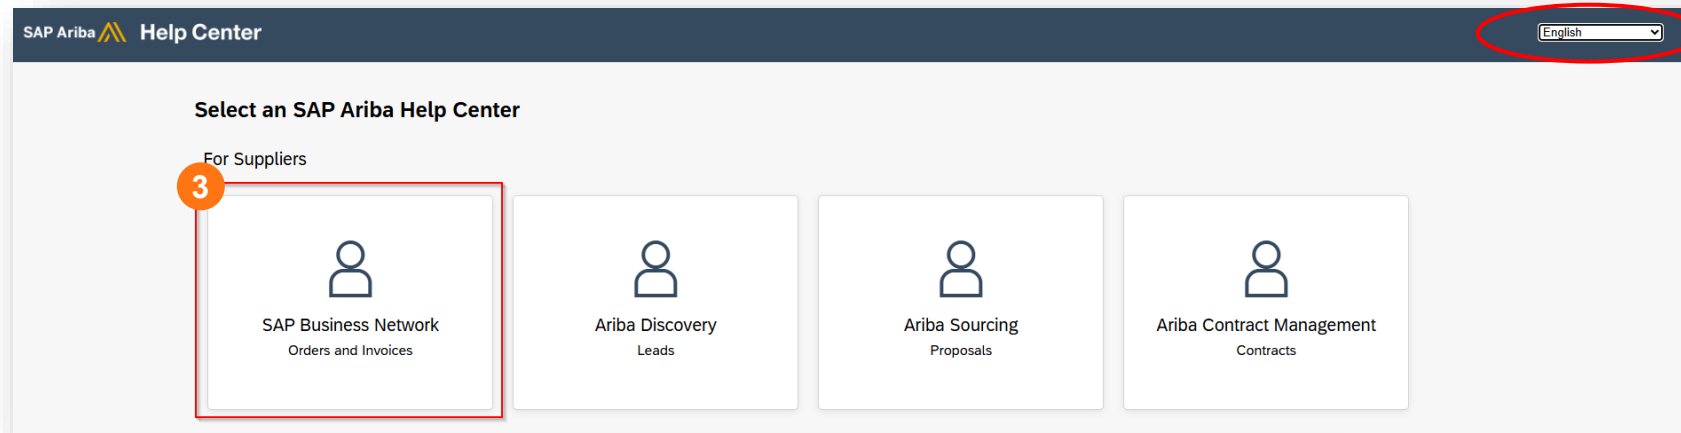 SAP Ariba Help Center
English
Select an SAP Ariba Help Center
For Suppliers
3
SAP Business Network
Orders and Invoices
Ariba Discovery
Leads
Ariba Sourcing
Proposals
Ariba Contract Management
Contracts